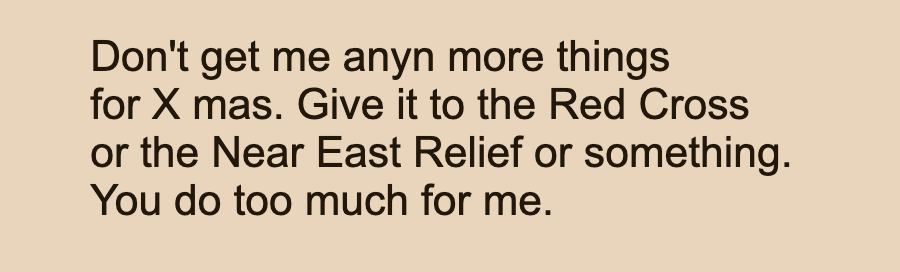 Don't get me anyn more things
for X mas. Give it to the Red Cross
or the Near East Relief or something.
You do too much for me.